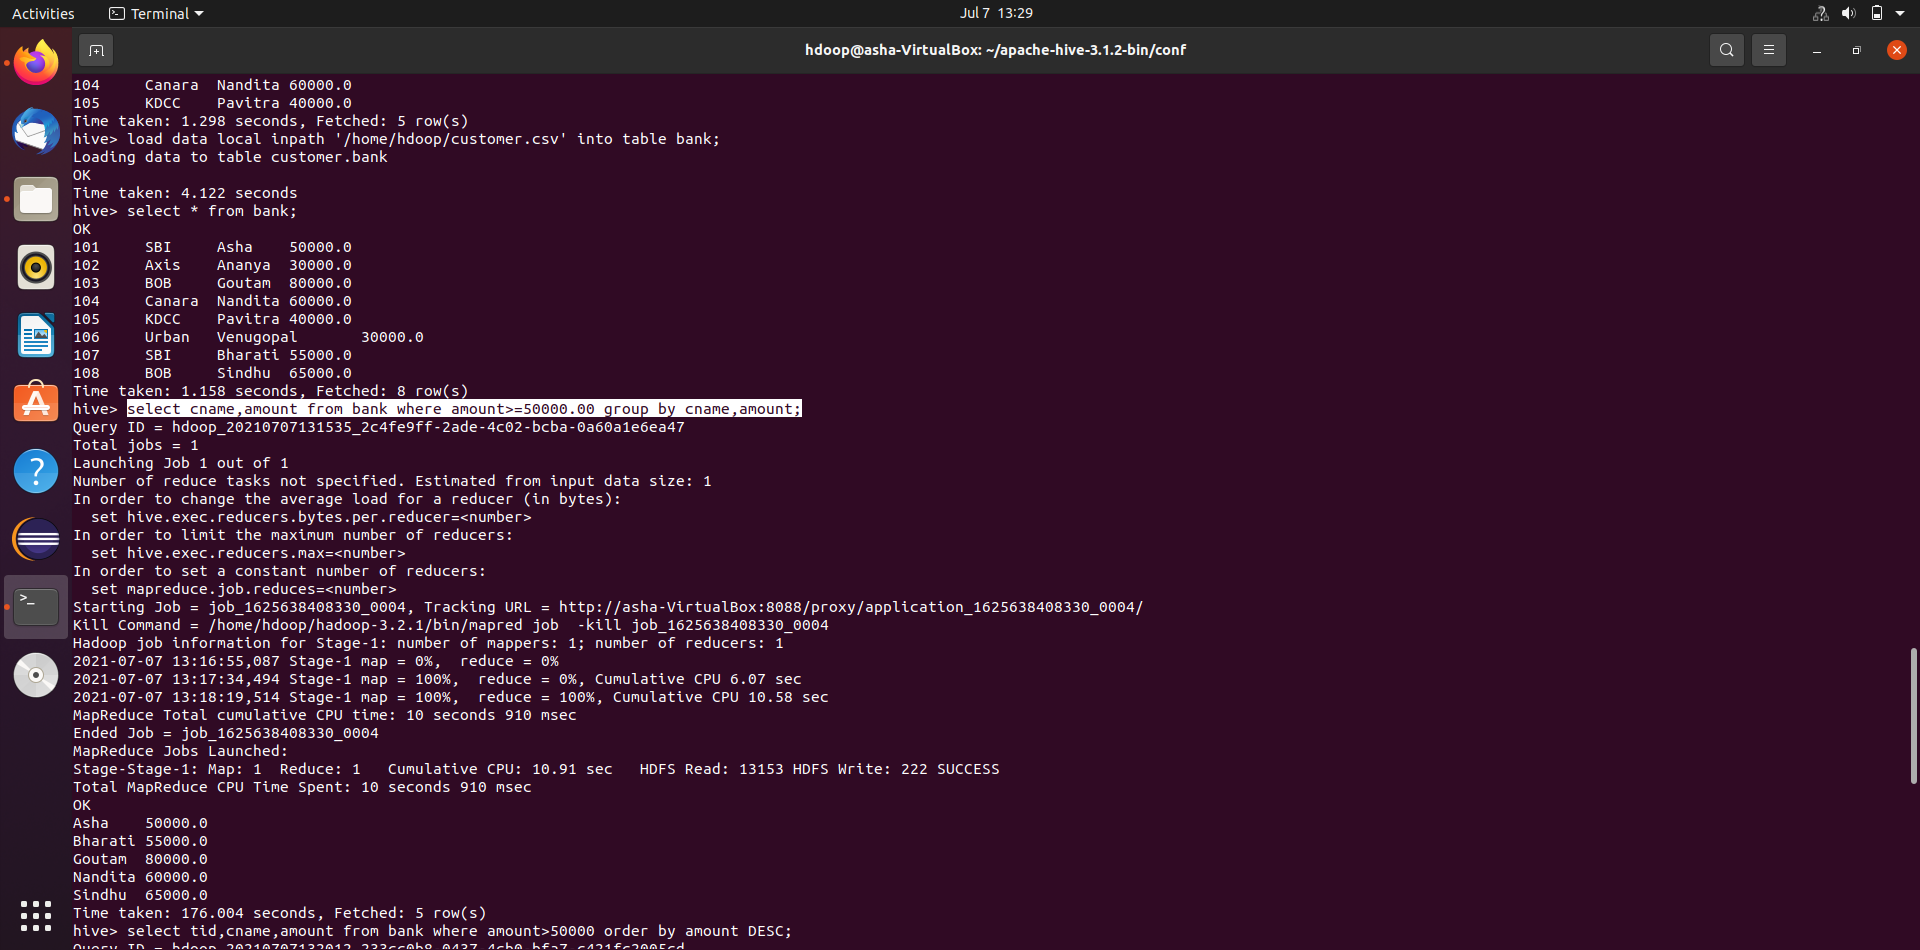 Activities
Terminal
Jul 7 13:29
hdoop@asha-VirtualBox: ~/apache-hive-3.1.2-bin/conf
104 Canara Nandita 60000.0
105 KDCC Pavitra 40000.0
Time taken: 1.298 seconds, Fetched: 5 row(s)
hive> load data local inpath '/home/hdoop/customer.csv' into table bank;
Loading data to table customer.bank
OK
Time taken: 4.122 seconds
hive> select * from bank;
OK
101 SBI Asha 50000.0
102 Axis Ananya 30000.0
103 BOB Goutam 80000.0
104 Canara Nandita 60000.0
105 KDCC Pavitra 40000.0
106 Urban Venugopal 30000.0
107 SBI Bharati 55000.0
108 BOB Sindhu 65000.0
Time taken: 1.158 seconds, Fetched: 8 row(s)
hive> select cname,amount from bank where amount>=50000.00 group by cname,amount;
Query ID = hdoop_20210707131535_2c4fe9ff-2ade-4c02-bcba-0a60a1e6ea47
Total jobs = 1
Launching Job 1 out of 1
Number of reduce tasks not specified. Estimated from input data size: 1
In order to change the average load for a reducer (in bytes):
set hive.exec.reducers.bytes.per.reducer=<number>
In order to limit the maximum number of reducers:
set hive.exec.reducers.max=<number>
In order to set a constant number of reducers:
set mapreduce.job.reduces=<number>
Starting Job = job_1625638408330_0004, Tracking URL = http://asha-VirtualBox:8088/proxy/application_1625638408330_0004/
Kill Command = /home/hdoop/hadoop-3.2.1/bin/mapred job -kill job_1625638408330_0004
Hadoop job information for Stage-1: number of mappers: 1; number of reducers: 1
2021-07-07 13:16:55,087 Stage-1 map = 0%, reduce = 0%
2021-07-07 13:17:34,494 Stage-1 map = 100%, reduce = 0%, Cumulative CPU 6.07 sec
2021-07-07 13:18:19,514 Stage-1 map = 100%, reduce = 100%, Cumulative CPU 10.58 sec
MapReduce Total cumulative CPU time: 10 seconds 910 msec
Ended Job = job_1625638408330_0004
MapReduce Jobs Launched:
Stage-Stage-1: Map: 1 Reduce: 1 Cumulative CPU: 10.91 sec HDFS Read: 13153 HDFS Write: 222 SUCCESS
Total MapReduce CPU Time Spent: 10 seconds 910 msec
OK
Asha 50000.0
Bharati 55000.0
Goutam 80000.0
Nandita 60000.0
Sindhu 65000.0
Time taken: 176.004 seconds, Fetched: 5 row(s)
hive> select tid,cname,amount from bank where amount>50000 order by amount DESC;
Query ID = hdoop_20210707132012_233cc0b8-0437-4cb0-bfa7-c421fc2005cd